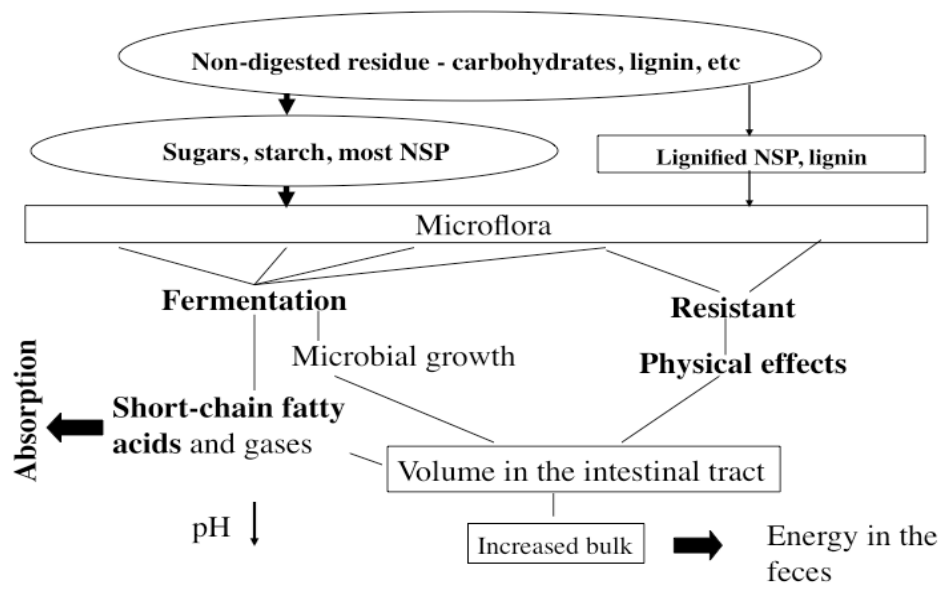 Non-digested residue - carbohydrates, lignin, etc
Sugars, starch, most NSP
Lignified NSP, lignin
Microflora
Fermentation
Resistant
Microbial growth
Physical effects
Absorption
Short-chain fatty
acids and gases
Volume in the intestinal tract
pH
Increased bulk
Energy in the
feces